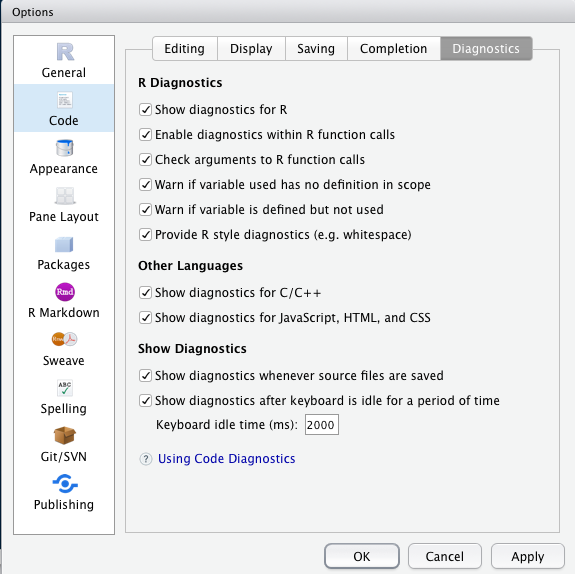 Options
General
Code
Appearance
Pane Layout
Packages
Rmd
R Markdown
Sweave
ABC
Spelling
Git/SVN
Publishing
Editing Display Saving Completion Diagnostics
R Diagnostics
Show diagnostics for R
Enable diagnostics within R function calls
Check arguments to R function calls
Warn if variable used has no definition in scope
Warn if variable is defined but not used
Provide R style diagnostics (e.g. whitespace)
Other Languages
Show diagnostics for C/C++
Show diagnostics for JavaScript, HTML, and CSS
Show Diagnostics
Show diagnostics whenever source files are saved
Show diagnostics after keyboard is idle for a period of time
Keyboard idle time (ms): 2000
? Using Code Diagnostics
OK Cancel Apply